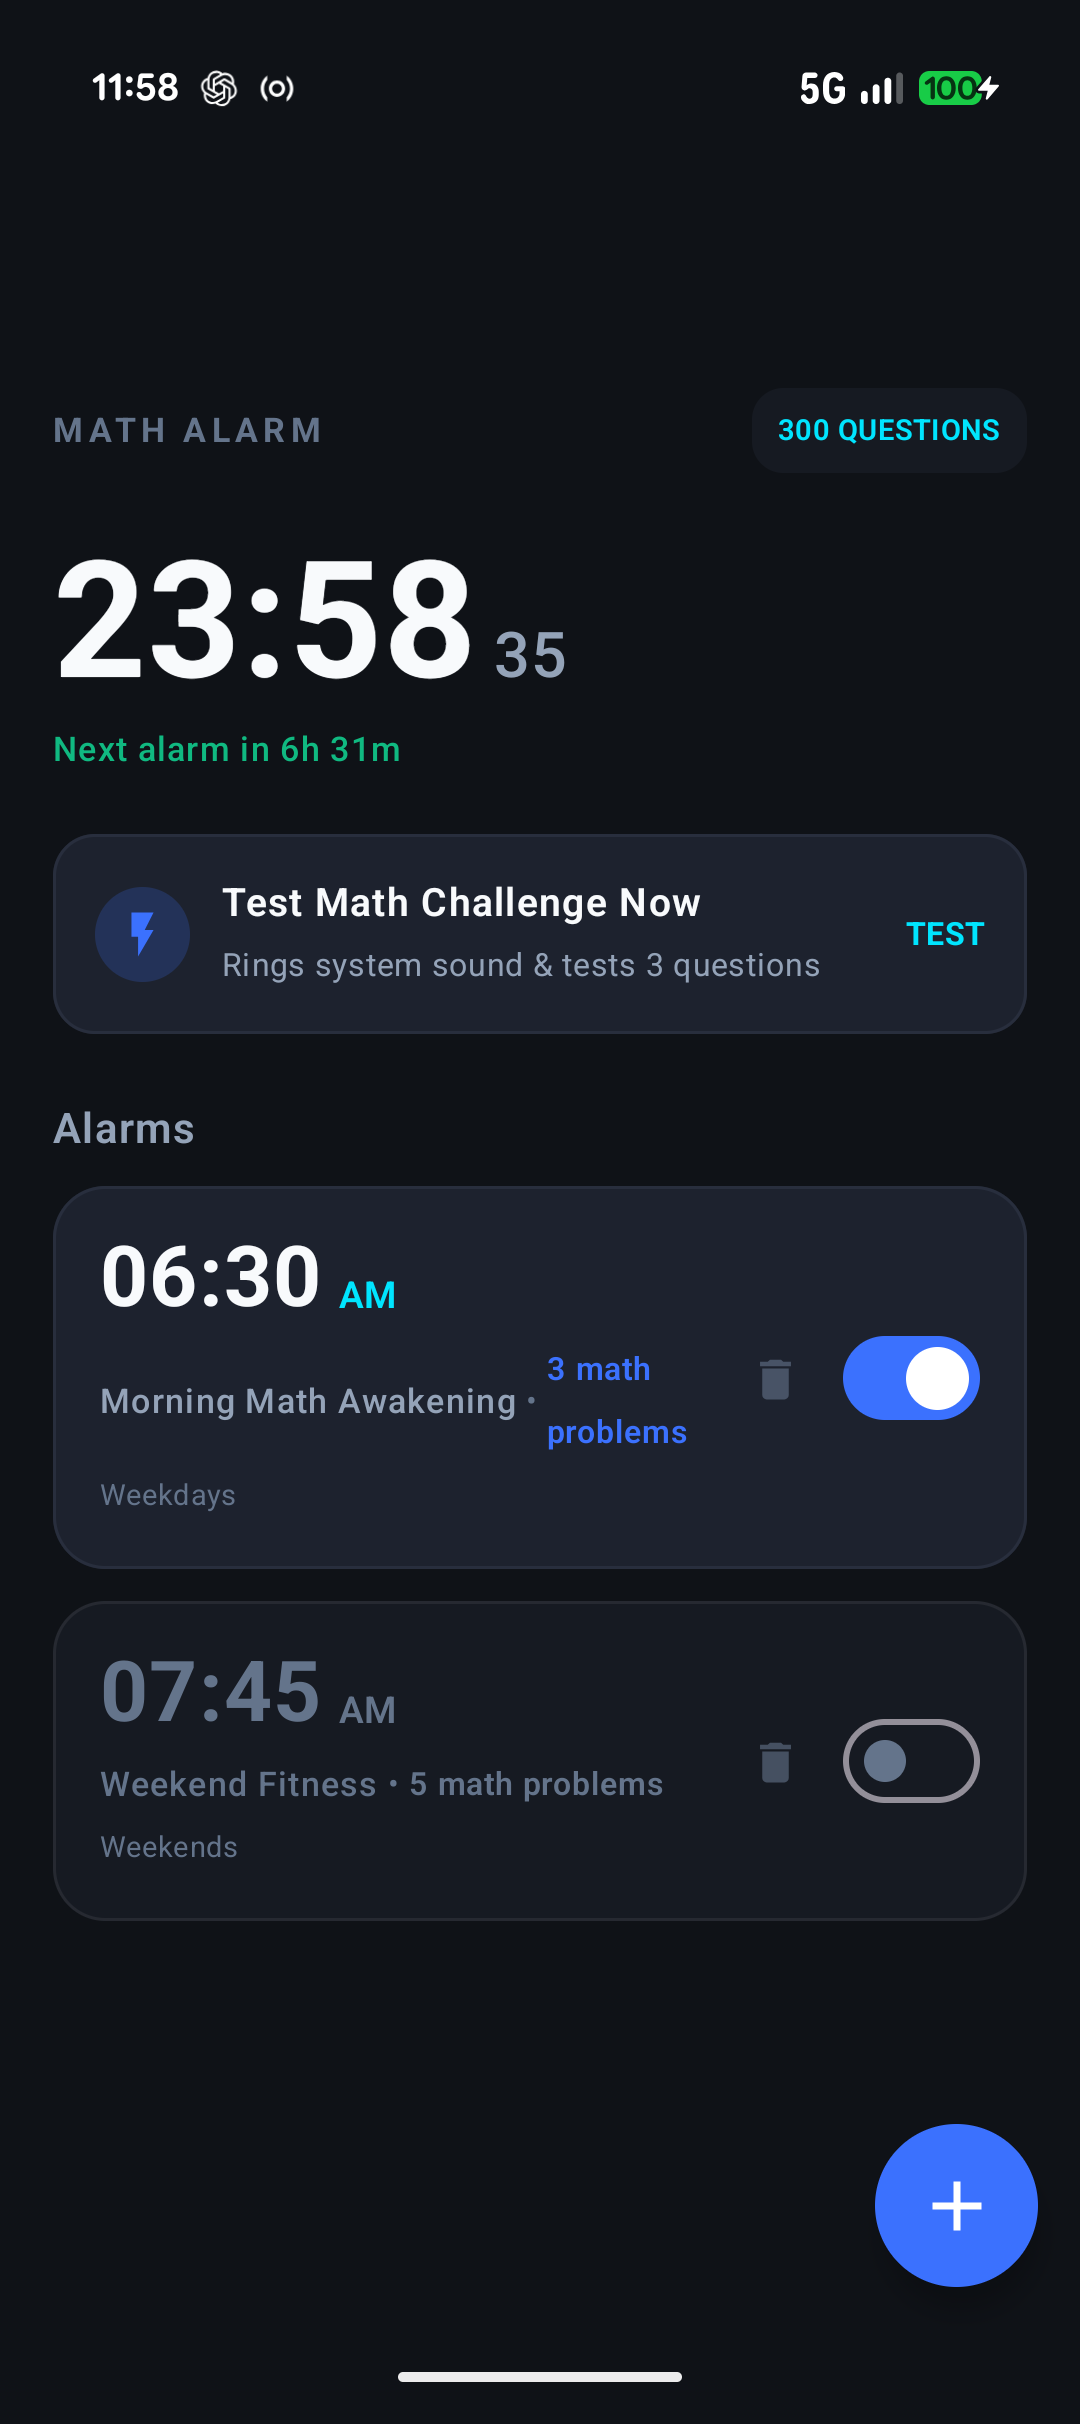 11:58
5G
100
MATH ALARM
300 QUESTIONS
23:58 35
Next alarm in 6h 31m
Test Math Challenge Now
Rings system sound & tests 3 questions
TEST
Alarms
06:30 AM
Morning Math Awakening • 3 math
problems
Weekdays
07:45 AM
Weekend Fitness • 5 math problems
Weekends